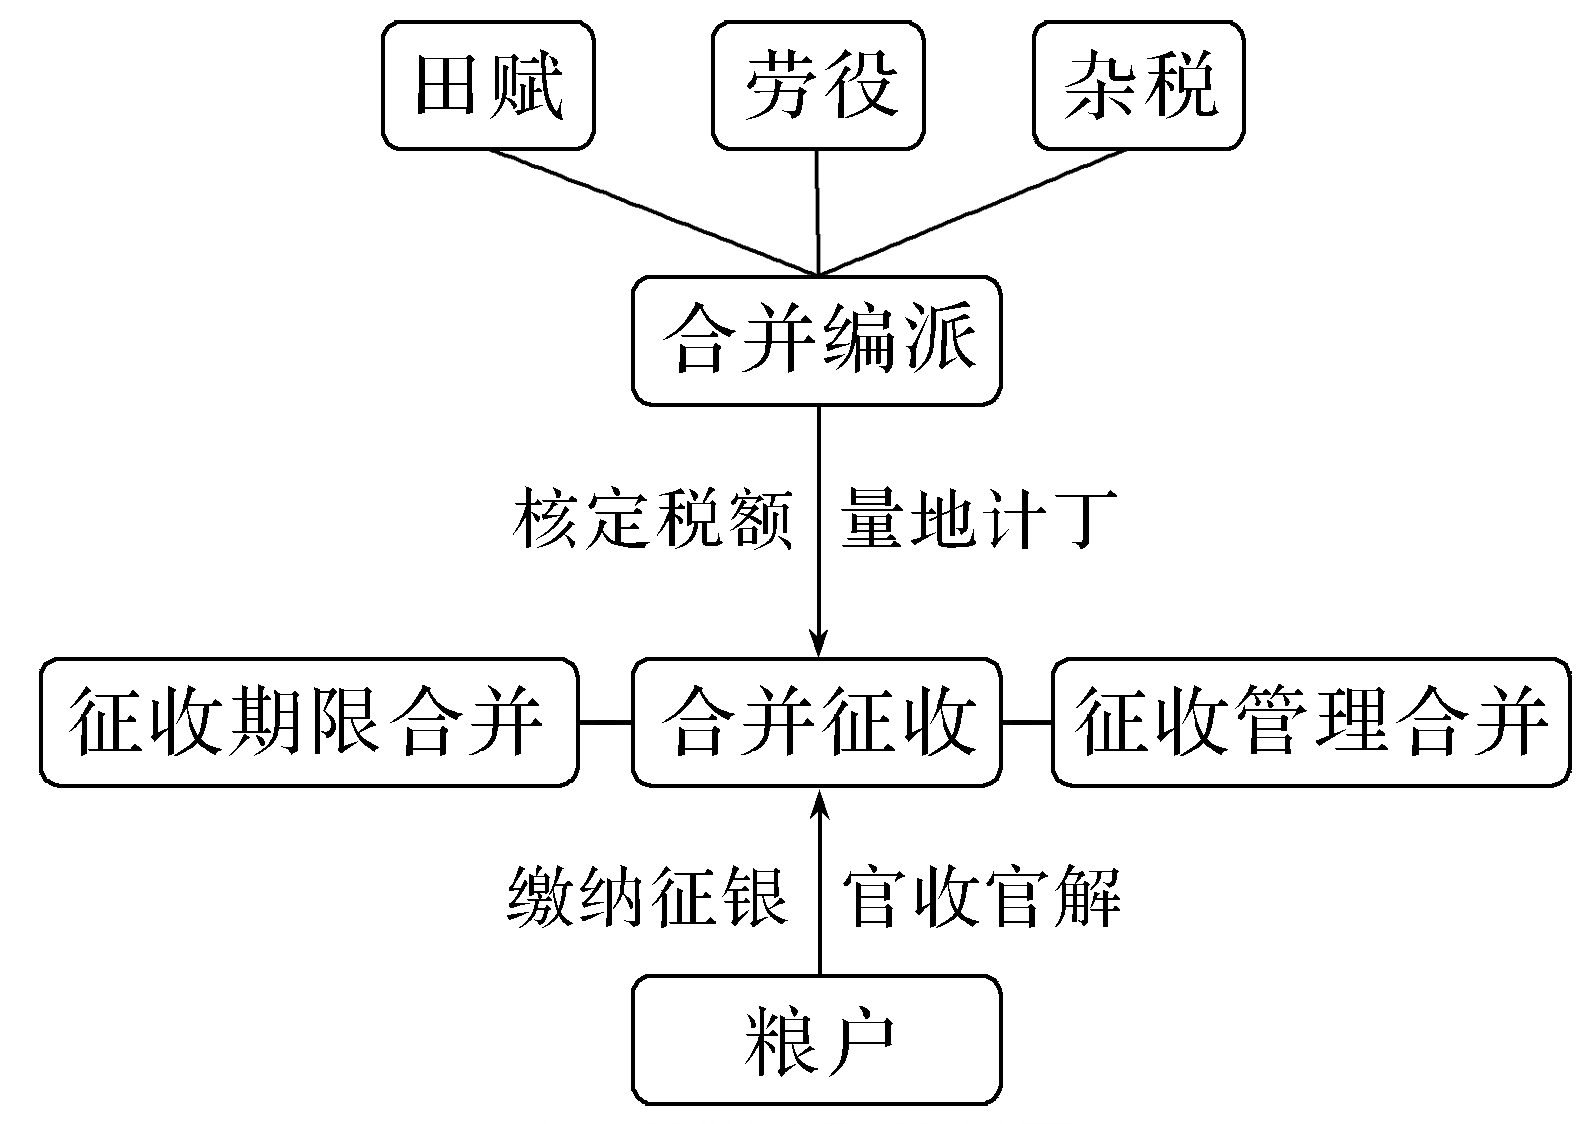 田赋
劳役
杂税
合并编派
核定税额 量地计丁
征收期限合并
合并征收
征收管理合并
缴纳征银 官收官解
粮户